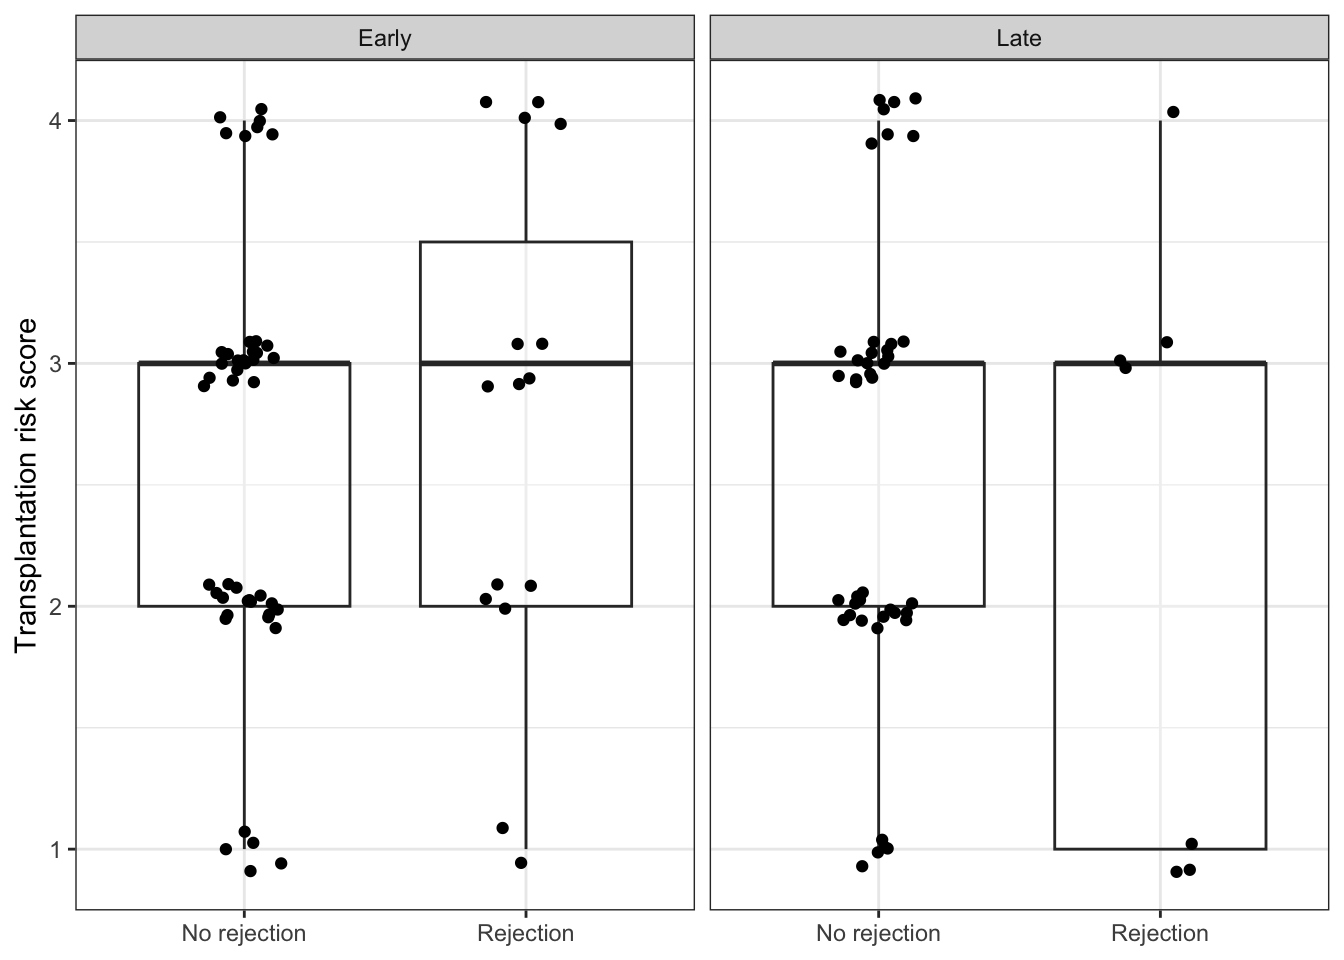 Early
Late
Transplantation risk score
4
3
2
1
No rejection
Rejection
No rejection
Rejection